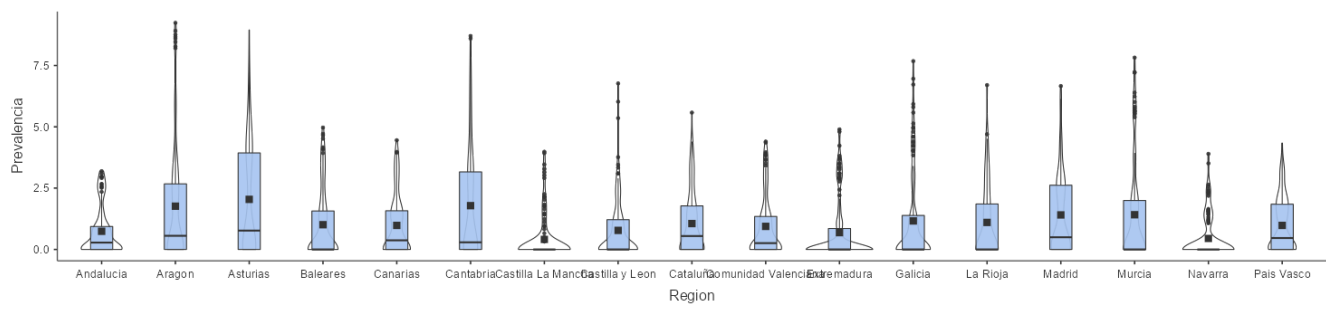 Prevalencia
7.5
5.0
2.5
0.0
Andalucia Aragon Asturias Baleares Canarias Cantabria Castilla La Mancha Castilla y Leon Cataluña Comunidad Valenciana Extremadura Galicia La Rioja Madrid Murcia Navarra Pais Vasco
Region